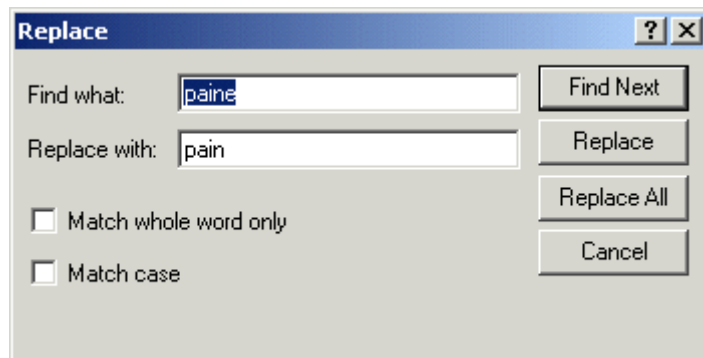 Replace
Find what: paine Find Next
Replace with: pain Replace
Replace All
Match whole word only
Cancel
Match case